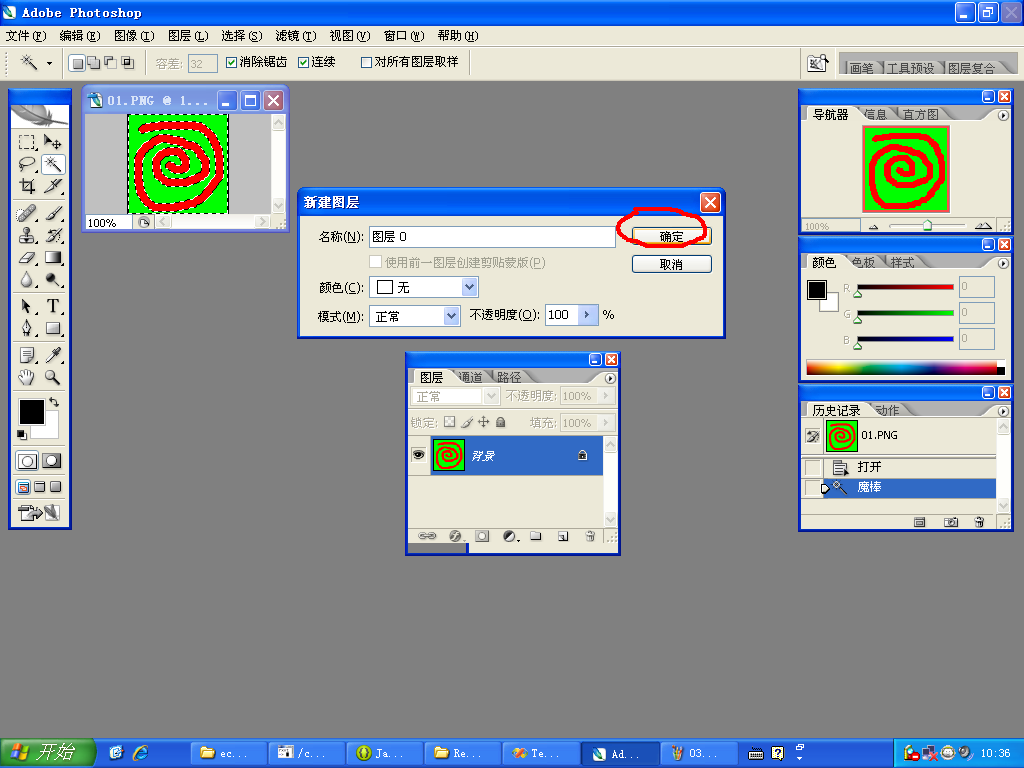 Adobe Photoshop
文件(F) 编辑(E) 图像(I) 图层(L) 选择(S) 滤镜(T) 视图(V) 窗口(W) 帮助(H)
容差: 32 消除锯齿 连续 对所有图层取样
画笔 工具预设 图层复合
01.PNG @ 1...
100%
导航器 信息 直方图
100%
新建图层
名称(N): 图层 0
确定
使用前一图层创建剪贴蒙版(P)
取消
颜色(C): 无
模式(M): 正常 不透明度(O): 100 %
颜色 色板 样式
R 0
G 0
B 0
图层 通道 路径
正常 不透明度: 100%
锁定: 填充: 100%
背景
历史记录 动作
01.PNG
打开
魔棒
T
开始 ec... /c... Ja... Re... Te... Ad... 03... 10:36